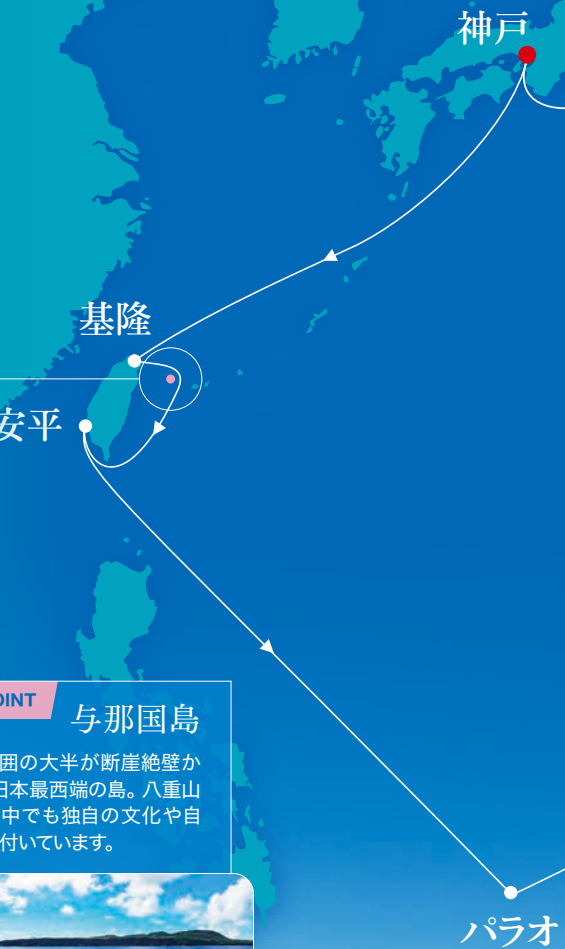 神戸
基隆
安平
OINT
与那国島
囲の大半が断崖絶壁か
日本最西端の島。八重山
中でも独自の文化や自
付いています。
パラオ